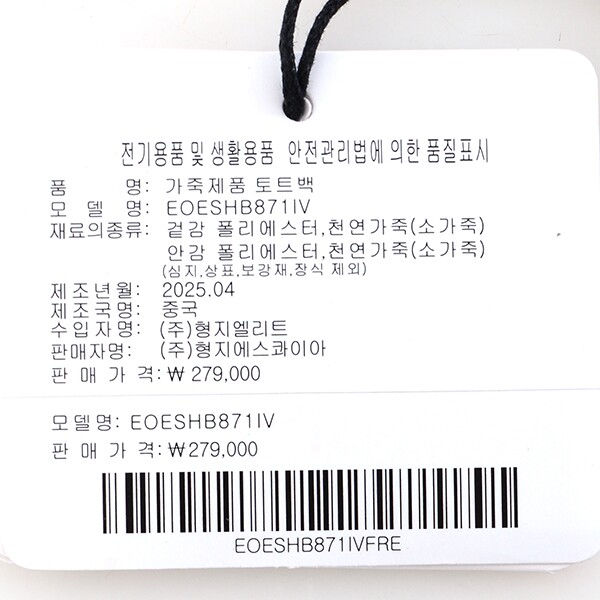 전기용품 및 생활용품 안전관리법에 의한 품질표시
품 명: 가죽제품 토트백
모 델 명: EOESHB871IV
재료의종류: 겉감 폴리에스터,천연가죽(소가죽)
안감 폴리에스터,천연가죽(소가죽)
(심지,상표,보강재,장식 제외)
제조년월: 2025.04
제조국명: 중국
수입자명: (주)형지엘리트
판매자명: (주)형지에스콰이아
판 매 가 격: ₩ 279,000
모델명: EOESHB871IV
판 매 가 격: ₩279,000
EOESHB871IVFRE